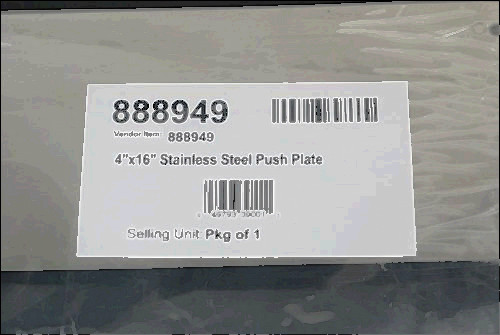 888949
Vendor Item: 888949
4"x16" Stainless Steel Push Plate
Selling Unit: Pkg of 1